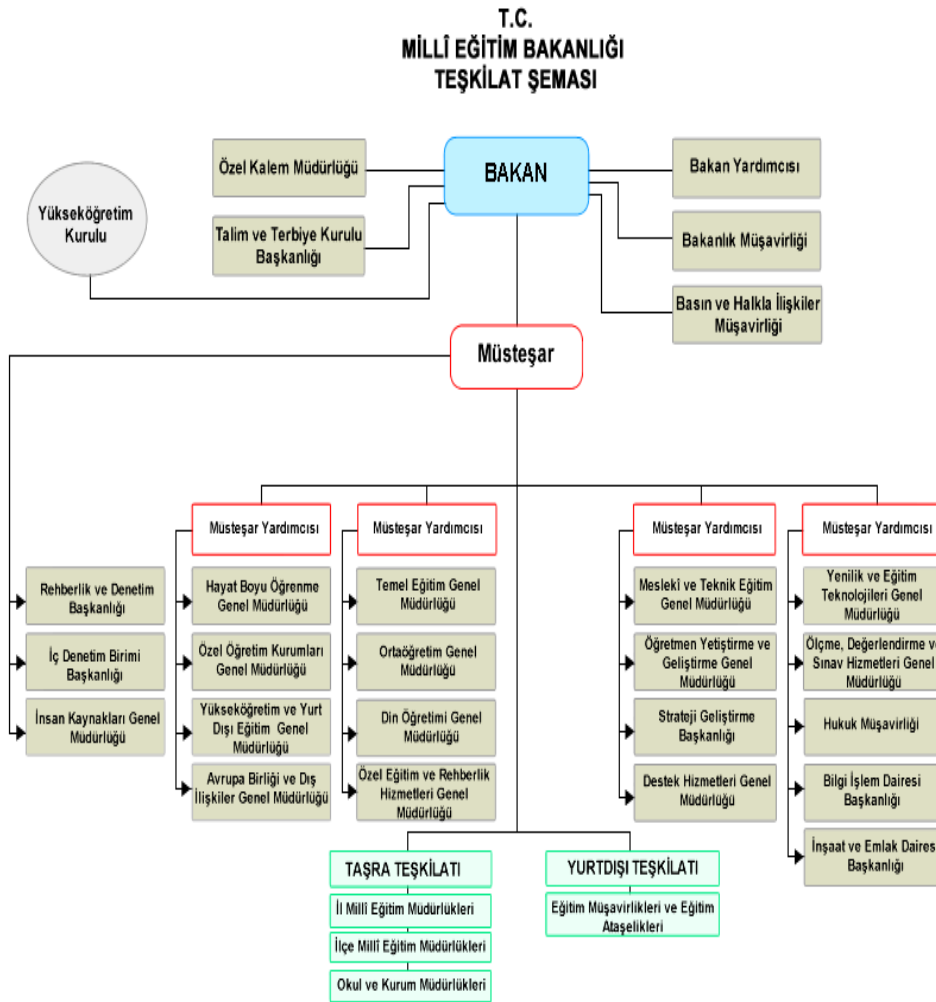 T.C.
MİLLÎ EĞİTİM BAKANLIĞI
TEŞKİLAT ŞEMASI
Yükseköğretim
Kurulu
Özel Kalem Müdürlüğü
Talim ve Terbiye Kurulu
Başkanlığı
BAKAN
Bakan Yardımcısı
Bakanlık Müşavirliği
Basın ve Halkla İlişkiler
Müşavirliği
Müsteşar
Rehberlik ve Denetim
Başkanlığı
İç Denetim Birimi
Başkanlığı
İnsan Kaynakları Genel
Müdürlüğü
Müsteşar Yardımcısı
Hayat Boyu Öğrenme
Genel Müdürlüğü
Özel Öğretim Kurumları
Genel Müdürlüğü
Yükseköğretim ve Yurt
Dışı Eğitim Genel
Müdürlüğü
Avrupa Birliği ve Dış
İlişkiler Genel Müdürlüğü
Müsteşar Yardımcısı
Temel Eğitim Genel
Müdürlüğü
Ortaöğretim Genel
Müdürlüğü
Din Öğretimi Genel
Müdürlüğü
Özel Eğitim ve Rehberlik
Hizmetleri Genel
Müdürlüğü
Müsteşar Yardımcısı
Meslekî ve Teknik Eğitim
Genel Müdürlüğü
Öğretmen Yetiştirme ve
Geliştirme Genel
Müdürlüğü
Strateji Geliştirme
Başkanlığı
Destek Hizmetleri Genel
Müdürlüğü
Müsteşar Yardımcısı
Yenilik ve Eğitim
Teknolojileri Genel
Müdürlüğü
Ölçme, Değerlendirme ve
Sınav Hizmetleri Genel
Müdürlüğü
Hukuk Müşavirliği
Bilgi İşlem Dairesi
Başkanlığı
İnşaat ve Emlak Dairesi
Başkanlığı
TAŞRA TEŞKİLATI
İl Millî Eğitim Müdürlükleri
İlçe Millî Eğitim Müdürlükleri
Okul ve Kurum Müdürlükleri
YURTDIŞI TEŞKİLATI
Eğitim Müşavirlikleri ve Eğitim
Ataşelikleri